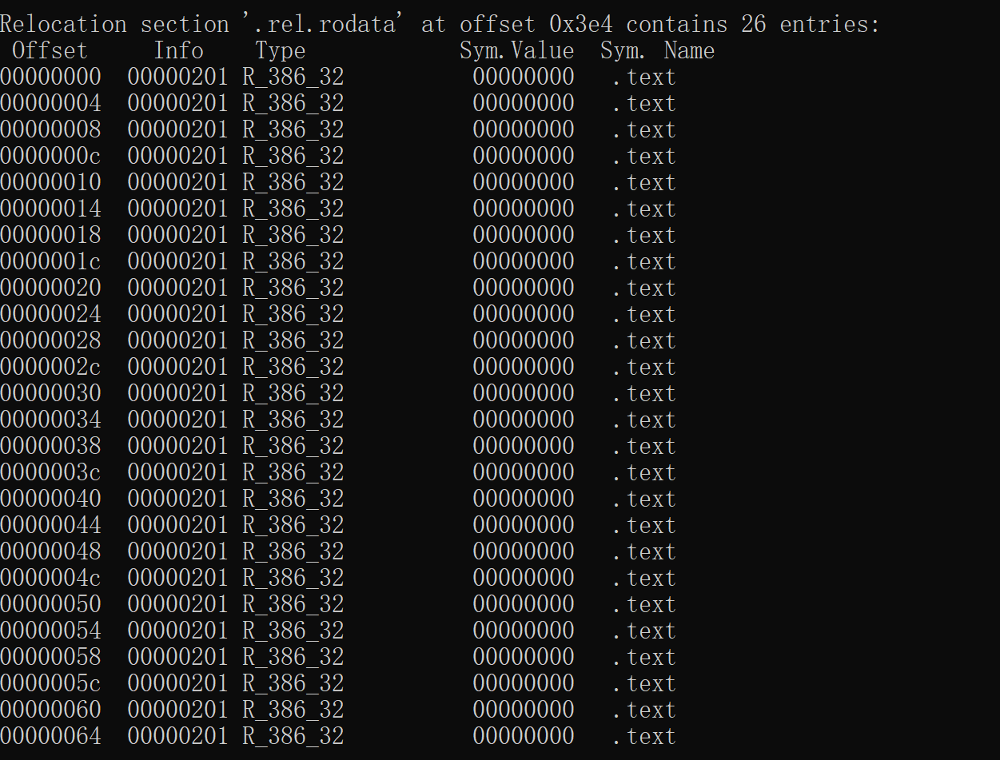 Relocation section '.rel.rodata' at offset 0x3e4 contains 26 entries:
 Offset     Info    Type            Sym.Value  Sym. Name
00000000  00000201 R_386_32          00000000   .text
00000004  00000201 R_386_32          00000000   .text
00000008  00000201 R_386_32          00000000   .text
0000000c  00000201 R_386_32          00000000   .text
00000010  00000201 R_386_32          00000000   .text
00000014  00000201 R_386_32          00000000   .text
00000018  00000201 R_386_32          00000000   .text
0000001c  00000201 R_386_32          00000000   .text
00000020  00000201 R_386_32          00000000   .text
00000024  00000201 R_386_32          00000000   .text
00000028  00000201 R_386_32          00000000   .text
0000002c  00000201 R_386_32          00000000   .text
00000030  00000201 R_386_32          00000000   .text
00000034  00000201 R_386_32          00000000   .text
00000038  00000201 R_386_32          00000000   .text
0000003c  00000201 R_386_32          00000000   .text
00000040  00000201 R_386_32          00000000   .text
00000044  00000201 R_386_32          00000000   .text
00000048  00000201 R_386_32          00000000   .text
0000004c  00000201 R_386_32          00000000   .text
00000050  00000201 R_386_32          00000000   .text
00000054  00000201 R_386_32          00000000   .text
00000058  00000201 R_386_32          00000000   .text
0000005c  00000201 R_386_32          00000000   .text
00000060  00000201 R_386_32          00000000   .text
00000064  00000201 R_386_32          00000000   .text